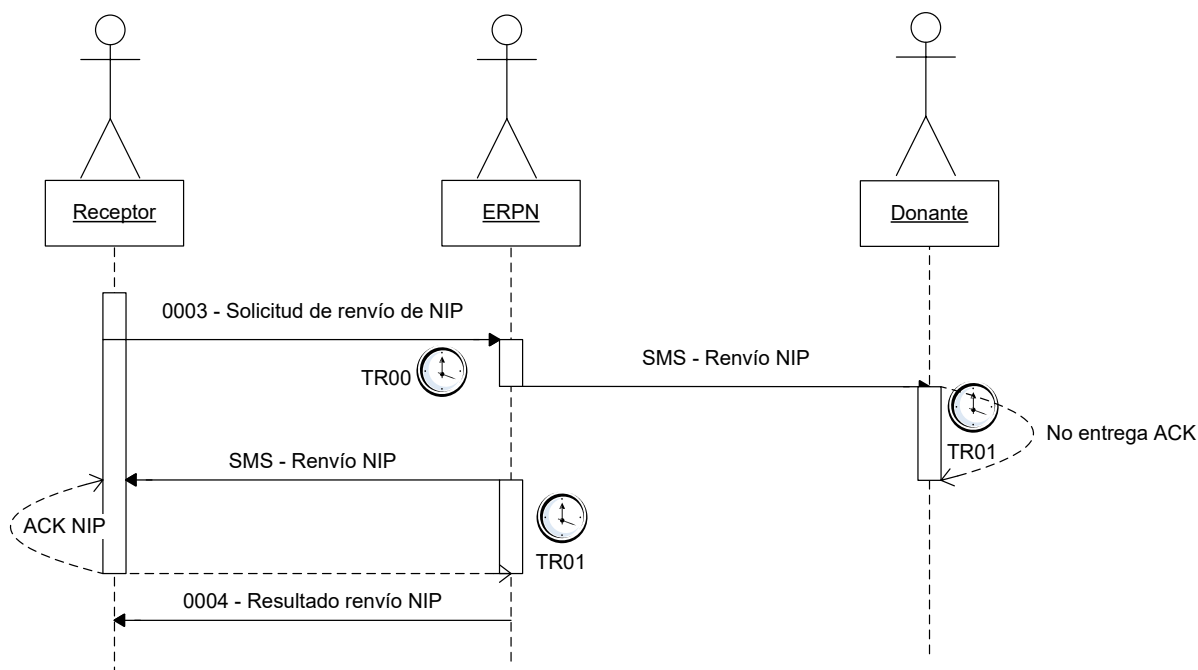 Receptor
ERPN
Donante
0003 - Solicitud de renvío de NIP
SMS - Renvío NIP
TR00
No entrega ACK
TR01
SMS - Renvío NIP
ACK NIP
TR01
0004 - Resultado renvío NIP